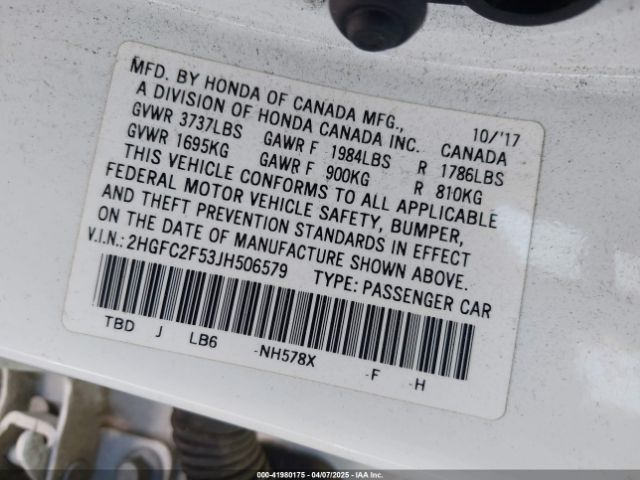 MFD. BY HONDA OF CANADA MFG.,
A DIVISION OF HONDA CANADA INC. 10/'17 CANADA
GVWR 3737LBS GAWR F 1984LBS R 1786LBS
GVWR 1695KG GAWR F 900KG R 810KG
THIS VEHICLE CONFORMS TO ALL APPLICABLE
FEDERAL MOTOR VEHICLE SAFETY, BUMPER,
AND THEFT PREVENTION STANDARDS IN EFFECT
ON THE DATE OF MANUFACTURE SHOWN ABOVE.
V.I.N.: 2HGFC2F53JH506579 TYPE: PASSENGER CAR
TBD J LB6 -NH578X -F -H
000-41980175 - 04/07/2025 - IAAI.COM